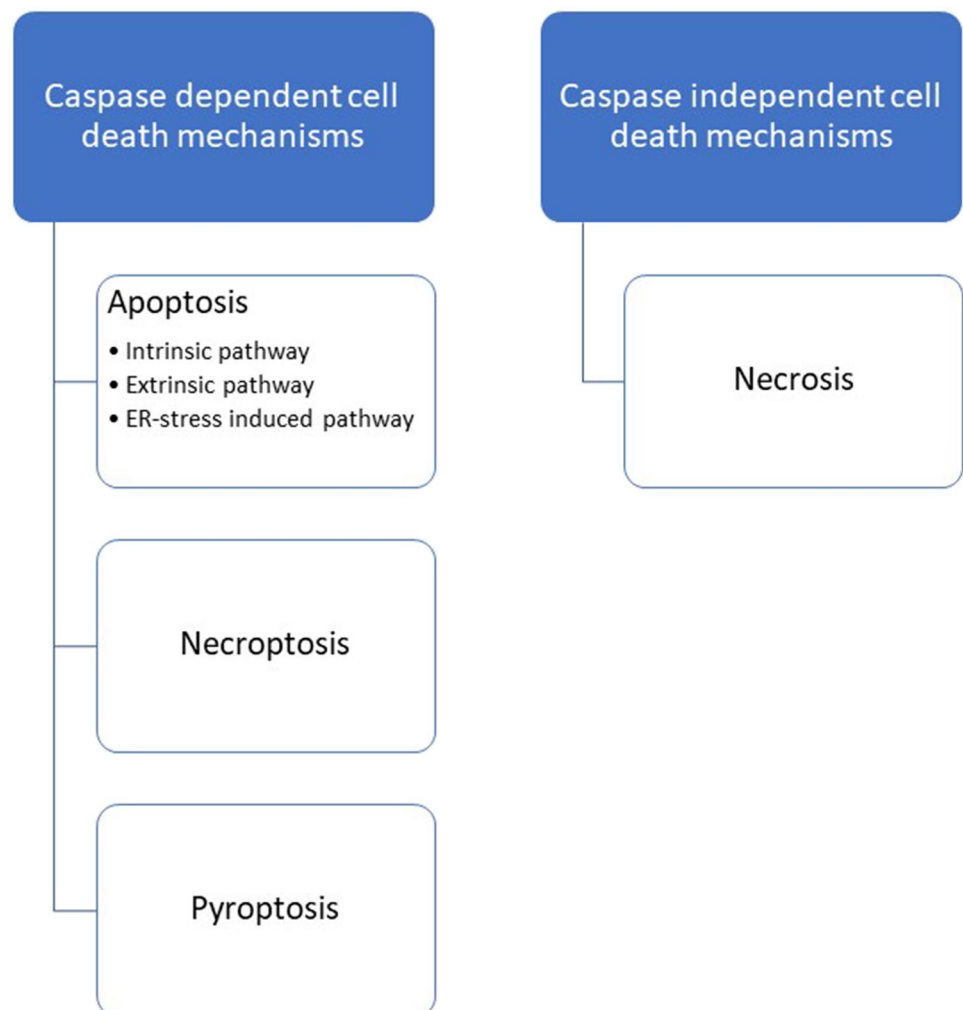 Caspase dependent cell
death mechanisms
Apoptosis
• Intrinsic pathway
• Extrinsic pathway
• ER-stress induced pathway
Necroptosis
Pyroptosis
Caspase independent cell
death mechanisms
Necrosis